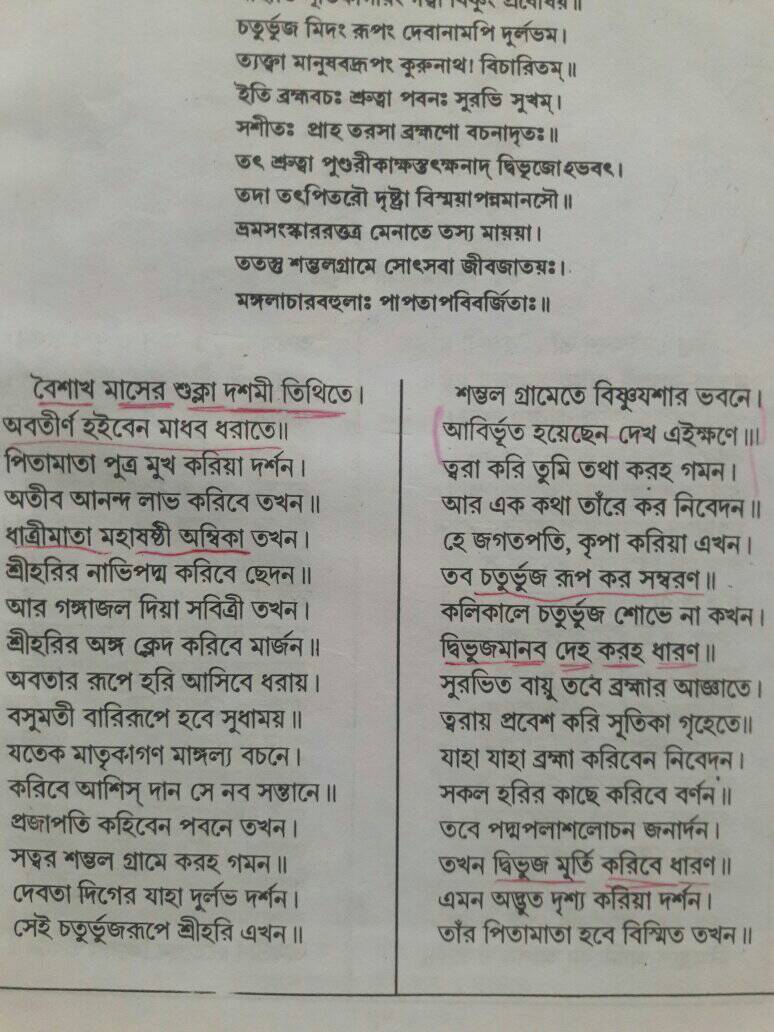 চতুর্ভুজ মিদং রূপং দেবানামপি দুর্লভম।
ত্যক্ত্বা মানুষবদ্রূপং কুরুনাথ। বিচারিতম্॥
ইতি ব্রহ্মবচঃ শ্রুত্বা পবনঃ সুরভি সুখম্।
সশীতঃ প্রাহ তরসা ব্রহ্মণো বচনাদৃতঃ॥
তৎ শ্রুত্বা পুণ্ডরীকাক্ষস্তৎক্ষনাদ্ দ্বিভুজোহভবৎ।
তদা তৎপিতরৌ দৃষ্ট্বা বিস্ময়াপন্নমানসৌ॥
ভ্রমসংস্কারবত্তত্র মেনাতে তস্য মায়য়া।
ততস্তু শম্ভলগ্রামে সোৎসবা জীবজাতয়ঃ।
মঙ্গলাচারবহুলাঃ পাপতাপবিবর্জিতাঃ॥
বৈশাখ মাসের শুক্লা দশমী তিথিতে।
অবতীর্ণ হইবেন মাধব ধরাতে॥
পিতামাতা পুত্র মুখ করিয়া দর্শন।
অতীব আনন্দ লাভ করিবে তখন॥
ধাত্রীমাতা মহাষষ্ঠী অম্বিকা তখন।
শ্রীহরির নাভিপদ্ম করিবে ছেদন॥
আর গঙ্গাজল দিয়া সবিত্রী তখন।
শ্রীহরির অঙ্গ ক্লেদ করিবে মার্জন॥
অবতার রূপে হরি আসিবে ধরায়।
বসুমতী বারিরূপে হবে সুধাময়॥
যতেক মাতৃকাগণ মাঙ্গল্য বচনে।
করিবে আশিস্ দান সে নব সন্তানে॥
প্রজাপতি কহিবেন পবনে তখন।
সত্বর শম্ভল গ্রামে করহ গমন॥
দেবতা দিগের যাহা দুর্লভ দর্শন।
সেই চতুর্ভুজরূপে শ্রীহরি এখন॥
শম্ভল গ্রামেতে বিষ্ণুযশার ভবনে।
আবির্ভূত হয়েছেন দেখ এইক্ষণে॥
ত্বরা করি তুমি তথা করহ গমন।
আর এক কথা তাঁরে কর নিবেদন॥
হে জগতপতি, কৃপা করিয়া এখন।
তব চতুর্ভুজ রূপ কর সম্বরণ॥
কলিকালে চতুর্ভুজ শোভে না কখন।
দ্বিভুজমানব দেহ করহ ধারণ॥
সুরভিত বায়ু তবে ব্রহ্মার আজ্ঞাতে।
ত্বরায় প্রবেশ করি সূতিকা গৃহেতে॥
যাহা যাহা ব্রহ্মা করিবেন নিবেদন।
সকল হরির কাছে করিবে বর্ণন॥
তবে পদ্মপলাশলোচন জনার্দন।
তখন দ্বিভুজ মূর্তি করিবে ধারণ॥
এমন অদ্ভুত দৃশ্য করিয়া দর্শন।
তাঁর পিতামাতা হবে বিস্মিত তখন॥